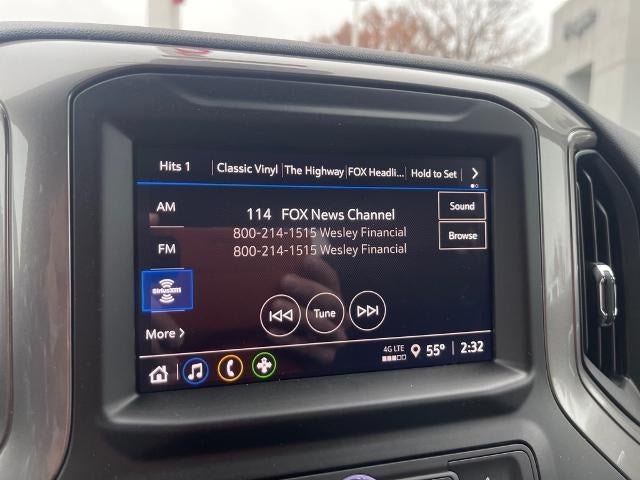 Hits 1 Classic Vinyl The Highway FOX Headli... Hold to Set
AM
114 FOX News Channel
Sound
800-214-1515 Wesley Financial
Browse
FM
800-214-1515 Wesley Financial
SiriusXM
Tune
More
4G LTE
55° 2:32